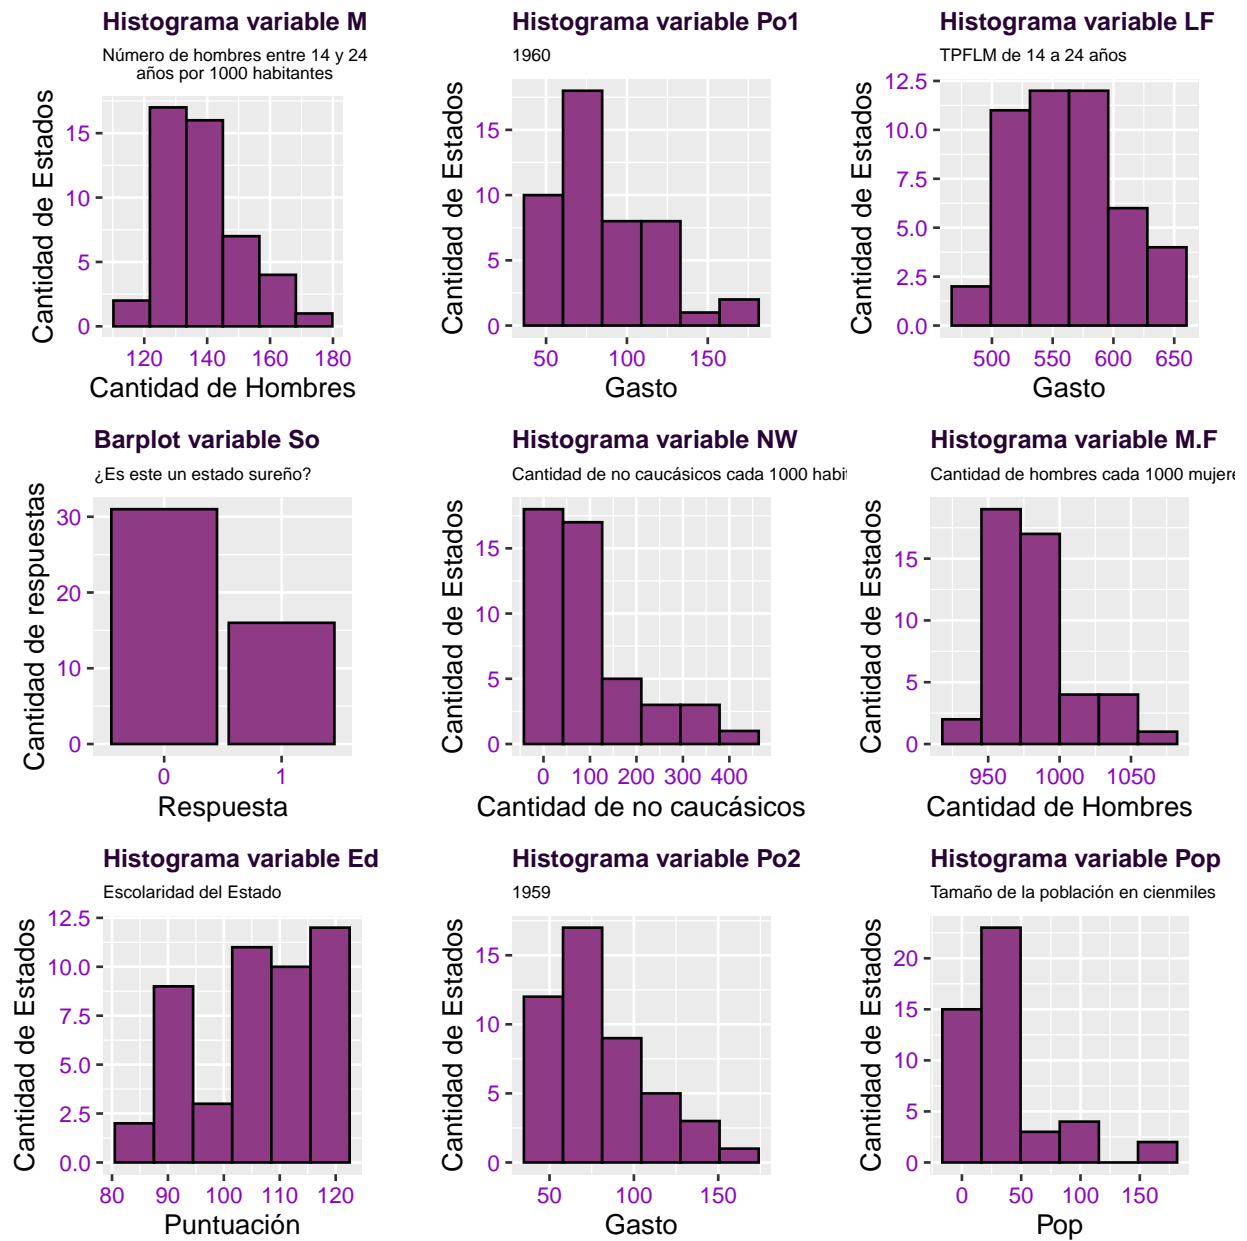 Histograma variable M
Número de hombres entre 14 y 24
años por 1000 habitantes
Cantidad de Estados
15
10
5
0
120 140 160 180
Cantidad de Hombres
Histograma variable Po1
1960
Cantidad de Estados
15
10
5
0
50 100 150
Gasto
Histograma variable LF
TPFLM de 14 a 24 años
Cantidad de Estados
12.5
10.0
7.5
5.0
2.5
0.0
500 550 600 650
Gasto
Barplot variable So
¿Es este un estado sureño?
Cantidad de respuestas
30
20
10
0
0 1
Respuesta
Histograma variable NW
Cantidad de no caucásicos cada 1000 habi
Cantidad de Estados
15
10
5
0
0 100 200 300 400
Cantidad de no caucásicos
Histograma variable M.F
Cantidad de hombres cada 1000 mujere
Cantidad de Estados
15
10
5
0
950 1000 1050
Cantidad de Hombres
Histograma variable Ed
Escolaridad del Estado
Cantidad de Estados
12.5
10.0
7.5
5.0
2.5
0.0
80 90 100 110 120
Puntuación
Histograma variable Po2
1959
Cantidad de Estados
15
10
5
0
50 100 150
Gasto
Histograma variable Pop
Tamaño de la población en cienmiles
Cantidad de Estados
20
15
10
5
0
0 50 100 150
Pop